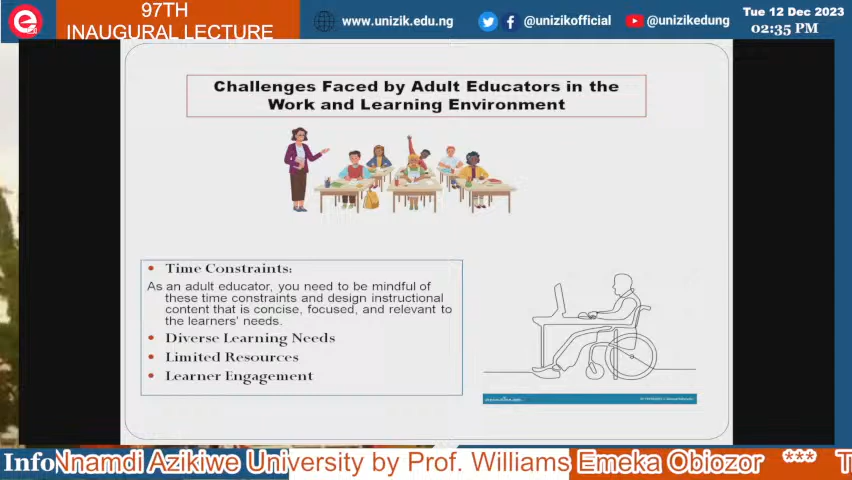 97TH
INAUGURAL LECTURE
www.unizik.edu.ng
@unizikofficial
@unizikedung
Tue 12 Dec 2023
02:35 PM
Challenges Faced by Adult Educators in the
Work and Learning Environment
• Time Constraints:
As an adult educator, you need to be mindful of
these time constraints and design instructional
content that is concise, focused, and relevant to
the learners' needs.
• Diverse Learning Needs
• Limited Resources
• Learner Engagement
Info
Nnamdi Azikiwe University by Prof. Williams Emeka Obiozor *** T